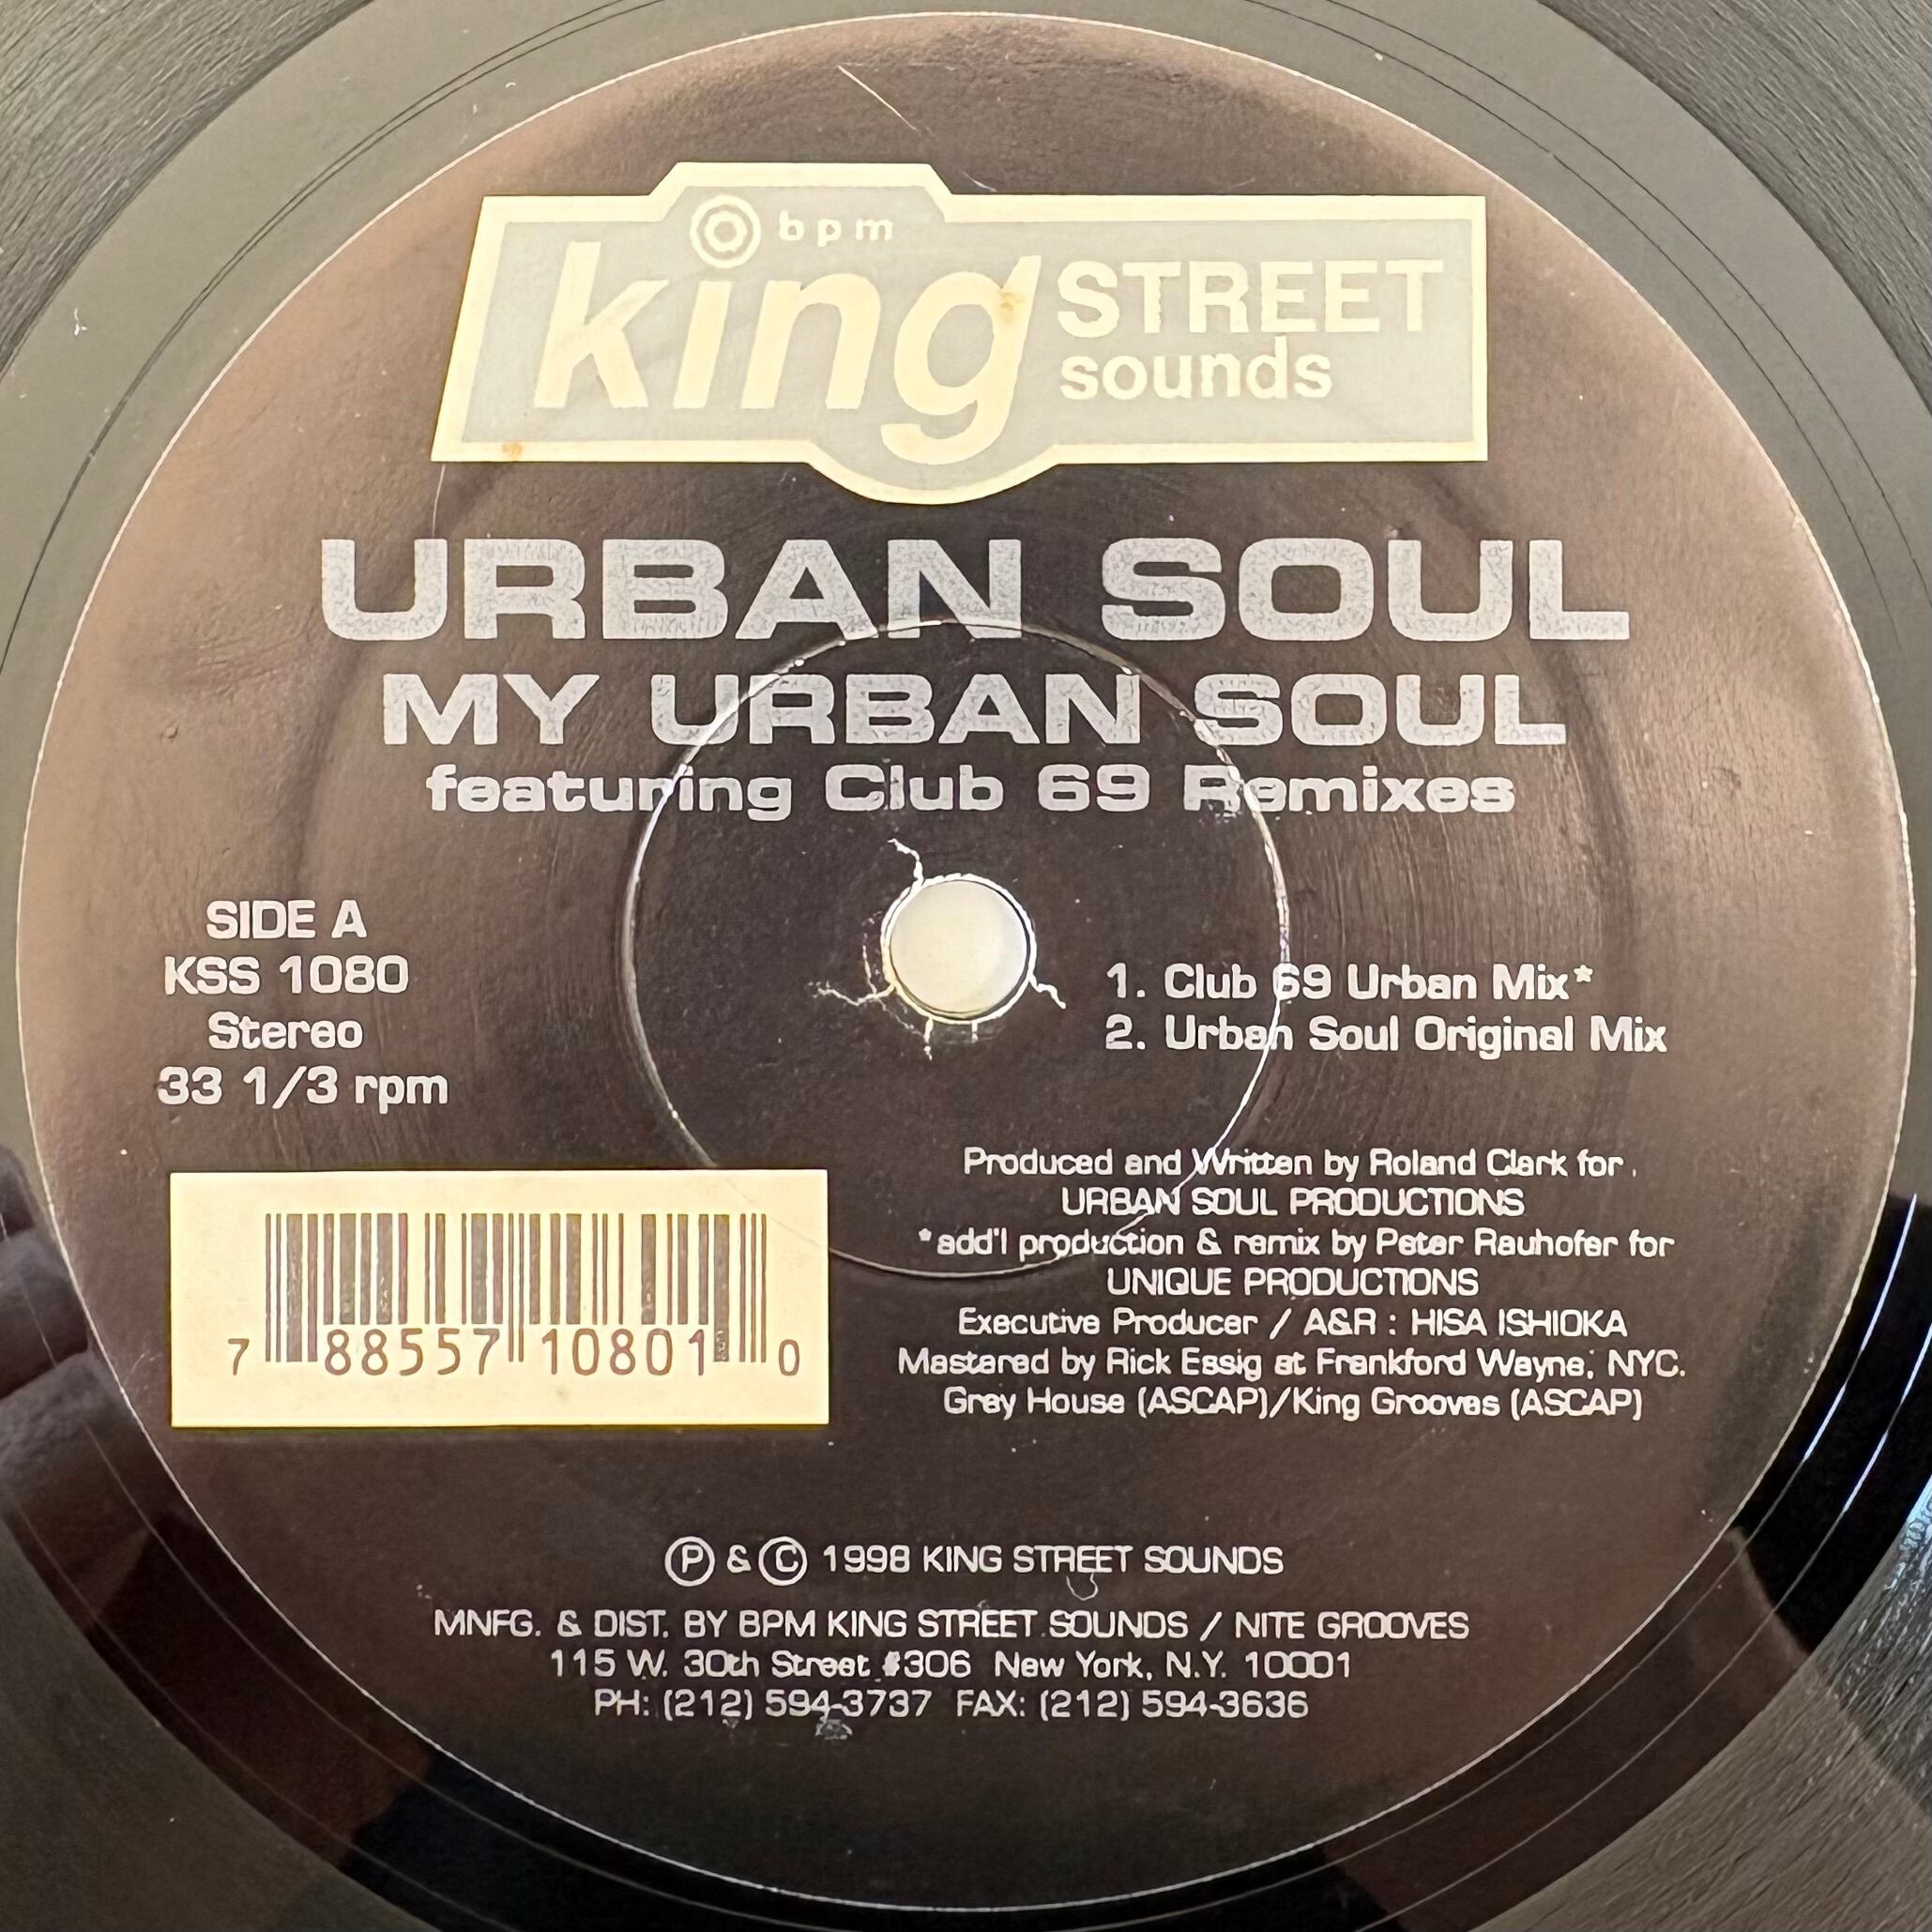 bpm
king STREET
sounds
URBAN SOUL
MY URBAN SOUL
featuring Club 69 Remixes
SIDE A
KSS 1080
Stereo
33 1/3 rpm
1. Club 69 Urban Mix*
2. Urban Soul Original Mix
Produced and Written by Roland Clark for
URBAN SOUL PRODUCTIONS
*add'l production & remix by Peter Rauhofer for
UNIQUE PRODUCTIONS
Executive Producer / A&R : HISA ISHIOKA
Mastered by Rick Essig at Frankford Wayne, NYC.
Grey House (ASCAP)/King Grooves (ASCAP)
7 88557 10801 0
Ⓟ & © 1998 KING STREET SOUNDS
MNFG. & DIST. BY BPM KING STREET SOUNDS / NITE GROOVES
115 W. 30th Street #306 New York, N.Y. 10001
PH: (212) 594-3737 FAX: (212) 594-3636